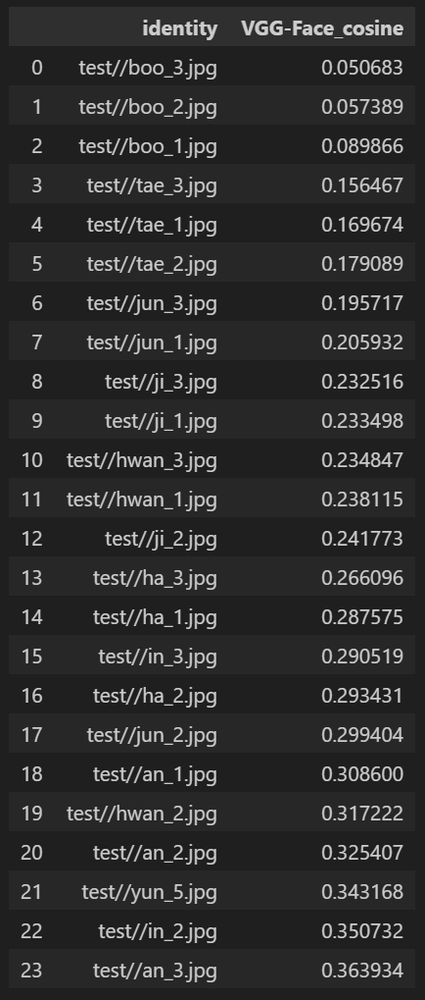 identity VGG-Face_cosine
0 test//boo_3.jpg 0.050683
1 test//boo_2.jpg 0.057389
2 test//boo_1.jpg 0.089866
3 test//tae_3.jpg 0.156467
4 test//tae_1.jpg 0.169674
5 test//tae_2.jpg 0.179089
6 test//jun_3.jpg 0.195717
7 test//jun_1.jpg 0.205932
8 test//ji_3.jpg 0.232516
9 test//ji_1.jpg 0.233498
10 test//hwan_3.jpg 0.234847
11 test//hwan_1.jpg 0.238115
12 test//ji_2.jpg 0.241773
13 test//ha_3.jpg 0.266096
14 test//ha_1.jpg 0.287575
15 test//in_3.jpg 0.290519
16 test//ha_2.jpg 0.293431
17 test//jun_2.jpg 0.299404
18 test//an_1.jpg 0.308600
19 test//hwan_2.jpg 0.317222
20 test//an_2.jpg 0.325407
21 test//yun_5.jpg 0.343168
22 test//in_2.jpg 0.350732
23 test//an_3.jpg 0.363934